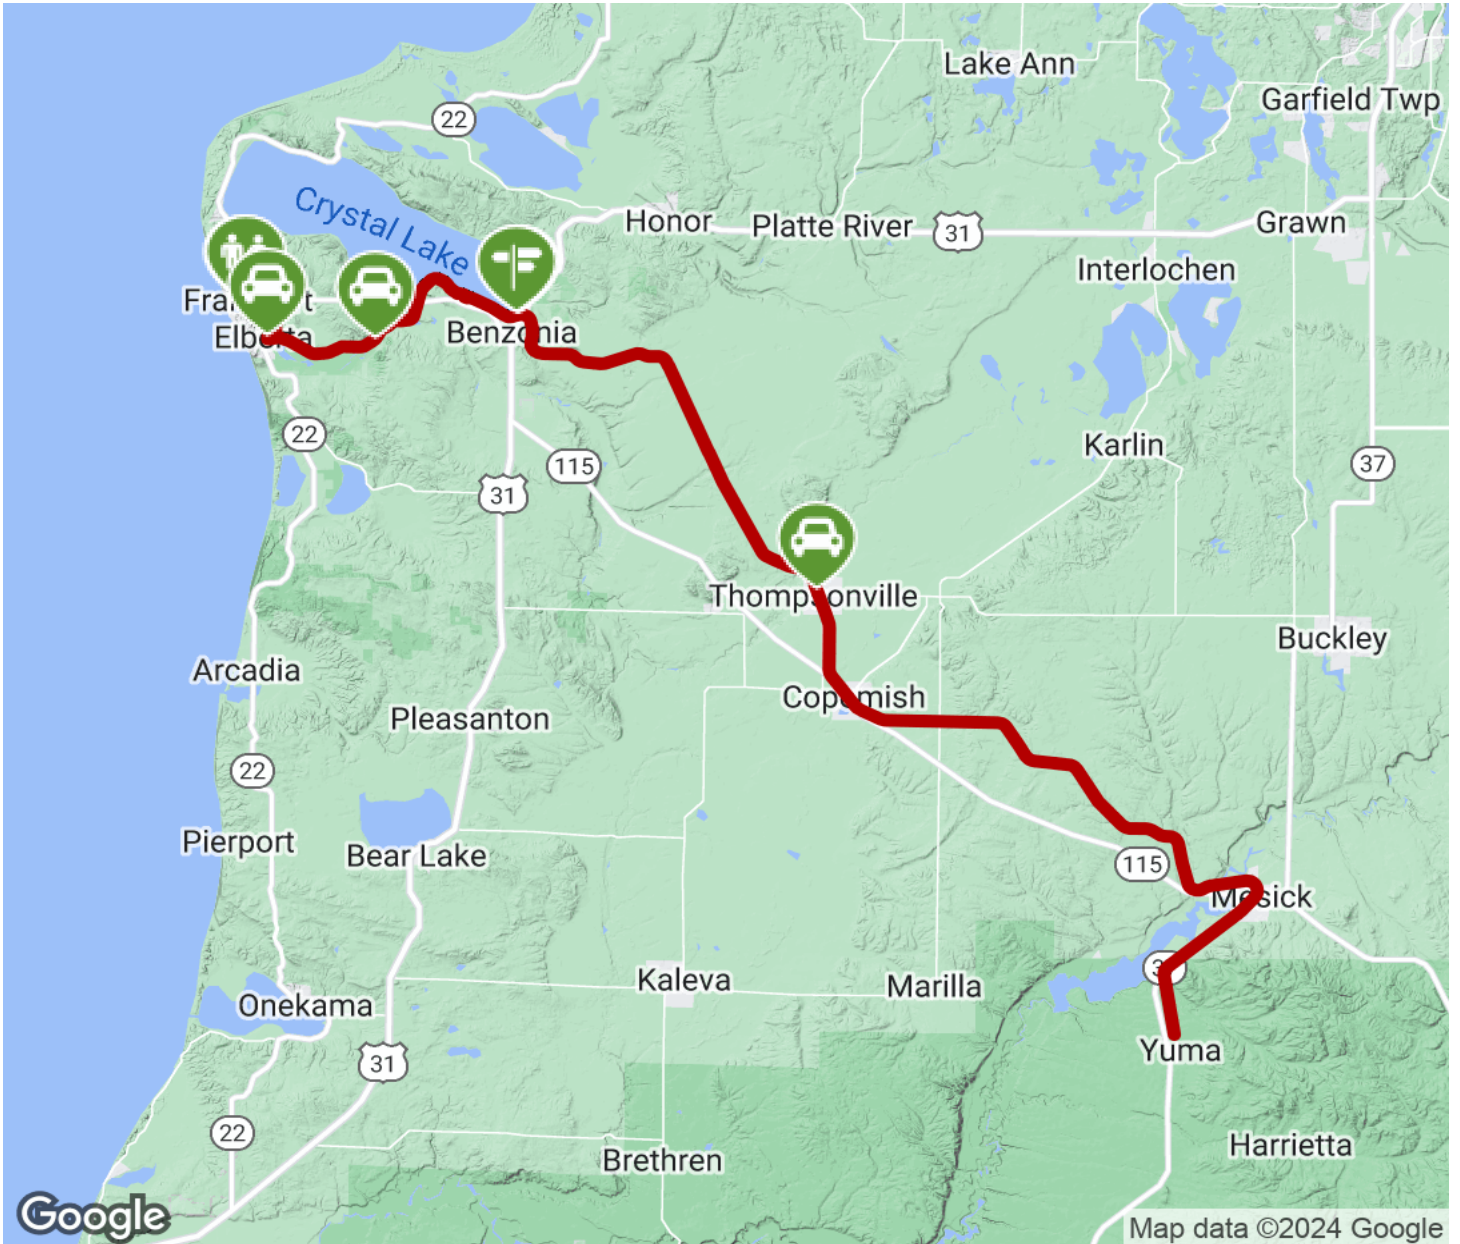 Lake Ann
Garfield Twp
22
Crystal Lake
Honor
Platte River
31
Grawn
Interlochen
Elberta
Benzonia
22
115
31
Karlin
37
Thompsonville
Buckley
Arcadia
Copemish
Pleasanton
22
Pierport
Bear Lake
115
Mesick
Kaleva
Marilla
Onekama
31
Yuma
22
Brethren
Harrietta
Google
Map data ©2024 Google